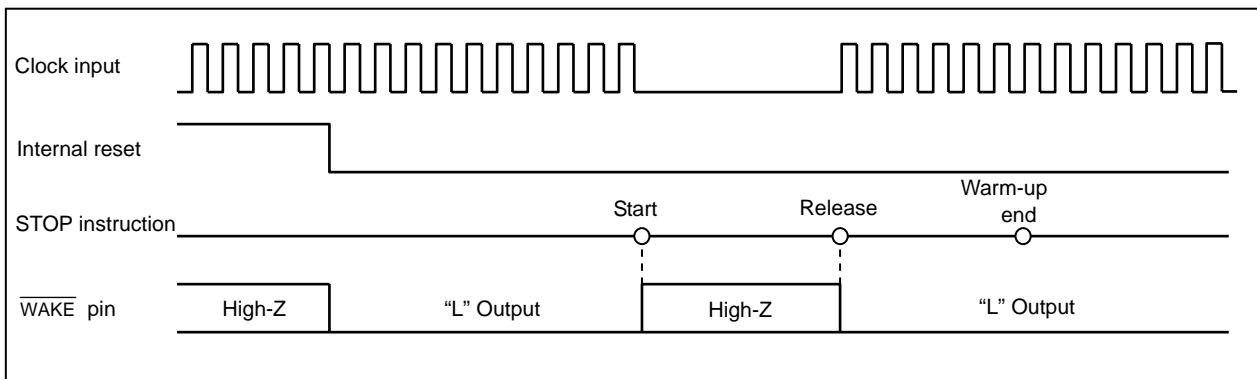 Clock input
Internal reset
STOP instruction
Start
Release
Warm-up
end
WAKE pin
High-Z
“L” Output
High-Z
“L” Output